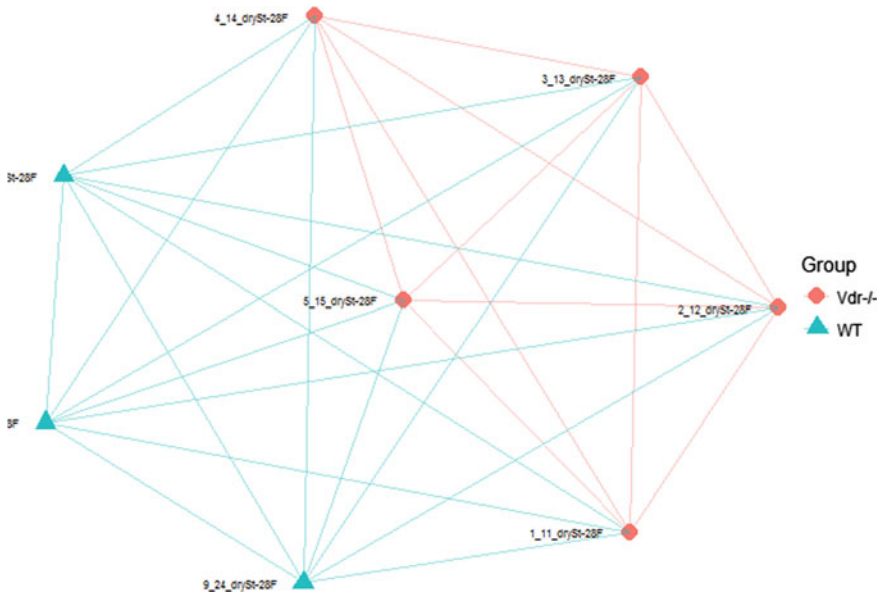 4_14_drySt-28F
3_13_drySt-28F
St-28F
Group
5_15_drySt-28F
Vdr-/-
2_12_drySt-28F
WT
8F
1_11_drySt-28F
9_24_drySt-28F